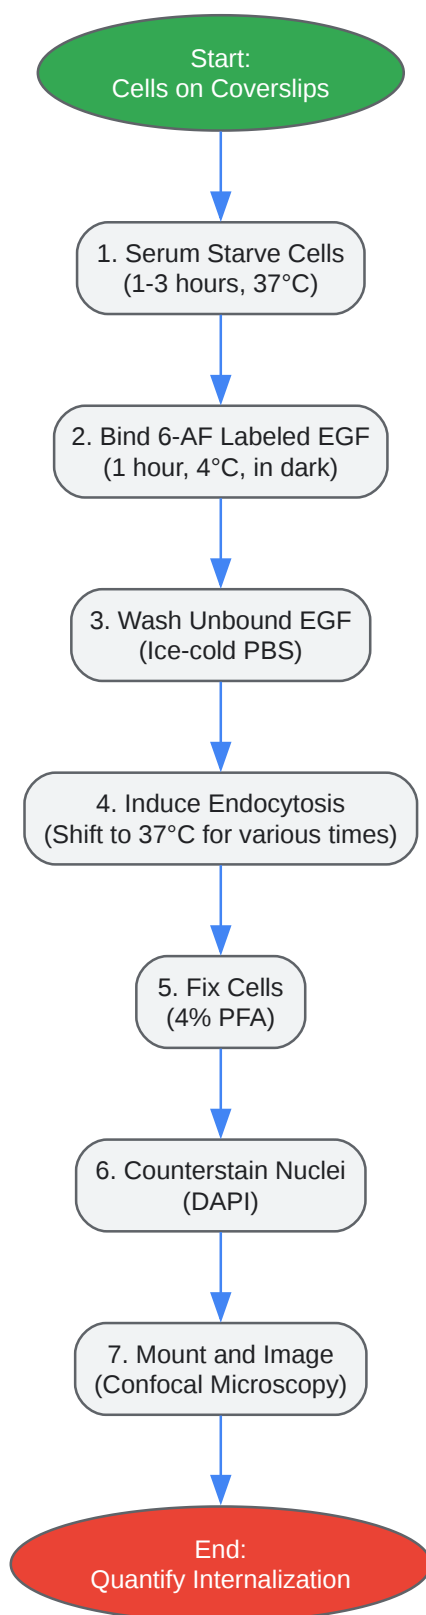 Start:
Cells on Coverslips
1. Serum Starve Cells
(1-3 hours, 37°C)
2. Bind 6-AF Labeled EGF
(1 hour, 4°C, in dark)
3. Wash Unbound EGF
(Ice-cold PBS)
4. Induce Endocytosis
(Shift to 37°C for various times)
5. Fix Cells
(4% PFA)
6. Counterstain Nuclei
(DAPI)
7. Mount and Image
(Confocal Microscopy)
End:
Quantify Internalization